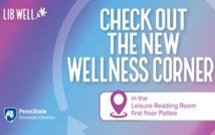 LIB WELL
CHECK OUT
THE NEW
WELLNESS CORNER
PennState
University Libraries
in the
Leisure Reading Room
first floor Pattee